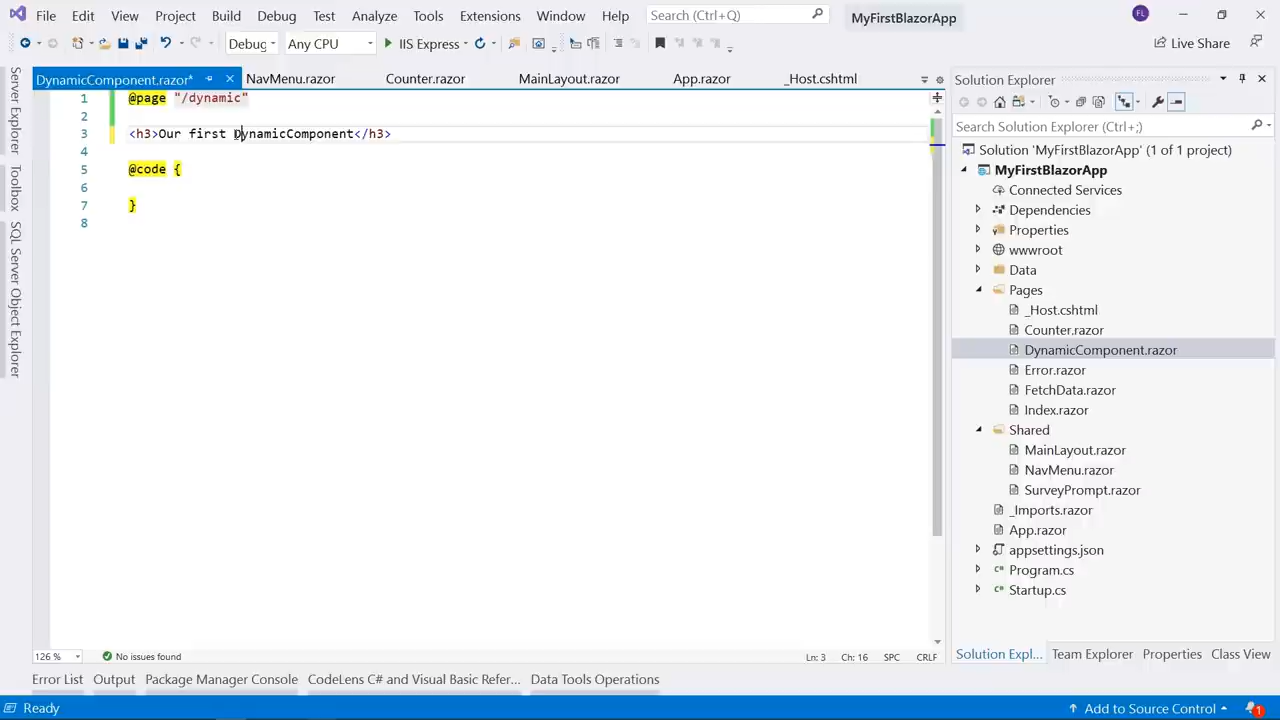 File Edit View Project Build Debug Test Analyze Tools Extensions Window Help Search (Ctrl+Q) MyFirstBlazorApp FL
Debug Any CPU IIS Express Live Share
DynamicComponent.razor* NavMenu.razor Counter.razor MainLayout.razor App.razor _Host.cshtml
Server Explorer
Toolbox
SQL Server Object Explorer
1 @page "/dynamic"
2
3 <h3>Our first DynamicComponent</h3>
4
5 @code {
6
7 }
8
126 % No issues found Ln: 3 Ch: 16 SPC CRLF
Solution Explorer
Search Solution Explorer (Ctrl+;)
Solution 'MyFirstBlazorApp' (1 of 1 project)
MyFirstBlazorApp
Connected Services
Dependencies
Properties
wwwroot
Data
Pages
_Host.cshtml
Counter.razor
DynamicComponent.razor
Error.razor
FetchData.razor
Index.razor
Shared
MainLayout.razor
NavMenu.razor
SurveyPrompt.razor
_Imports.razor
App.razor
appsettings.json
Program.cs
Startup.cs
Solution Expl... Team Explorer Properties Class View
Error List Output Package Manager Console CodeLens C# and Visual Basic Refer... Data Tools Operations
Ready Add to Source Control 1